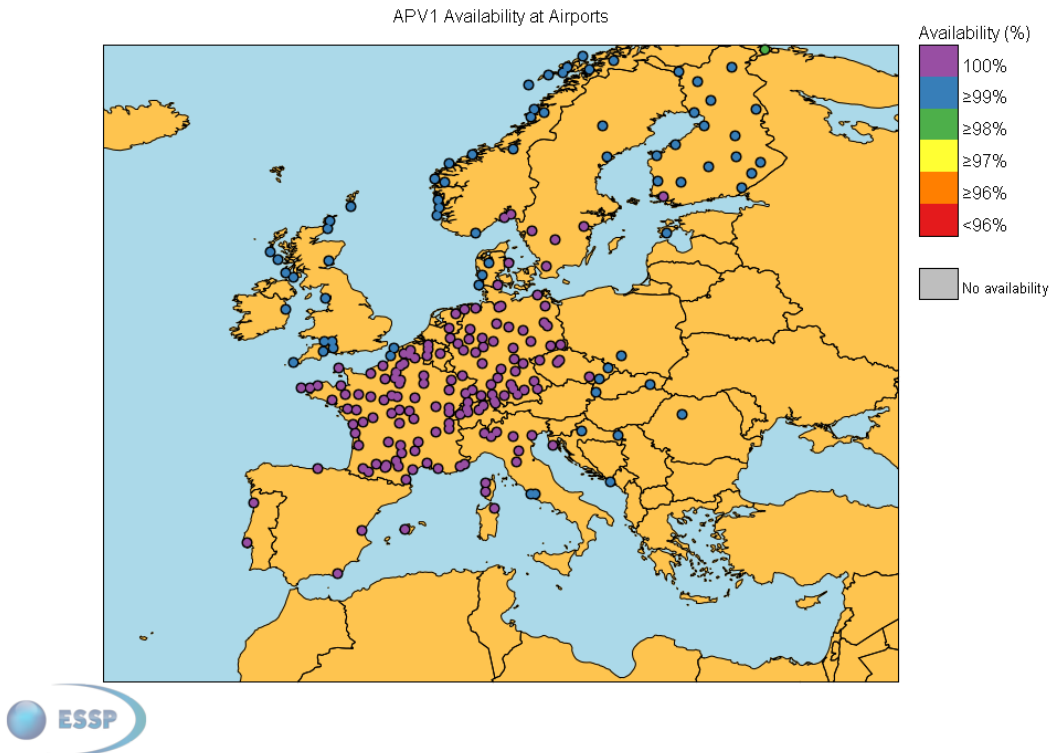 APV1 Availability at Airports
Availability (%)
100%
≥99%
≥98%
≥97%
≥96%
<96%
No availability
ESSP